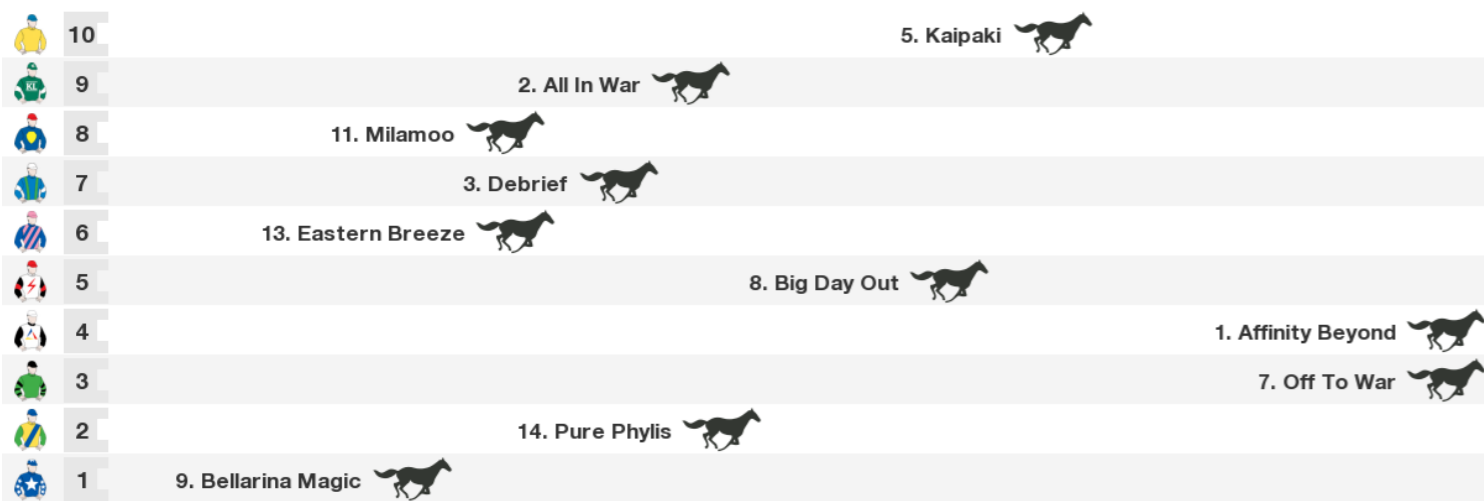 10 5. Kaipaki
9 2. All In War
8 11. Milamoo
7 3. Debrief
6 13. Eastern Breeze
5 8. Big Day Out
4 1. Affinity Beyond
3 7. Off To War
2 14. Pure Phylis
1 9. Bellarina Magic